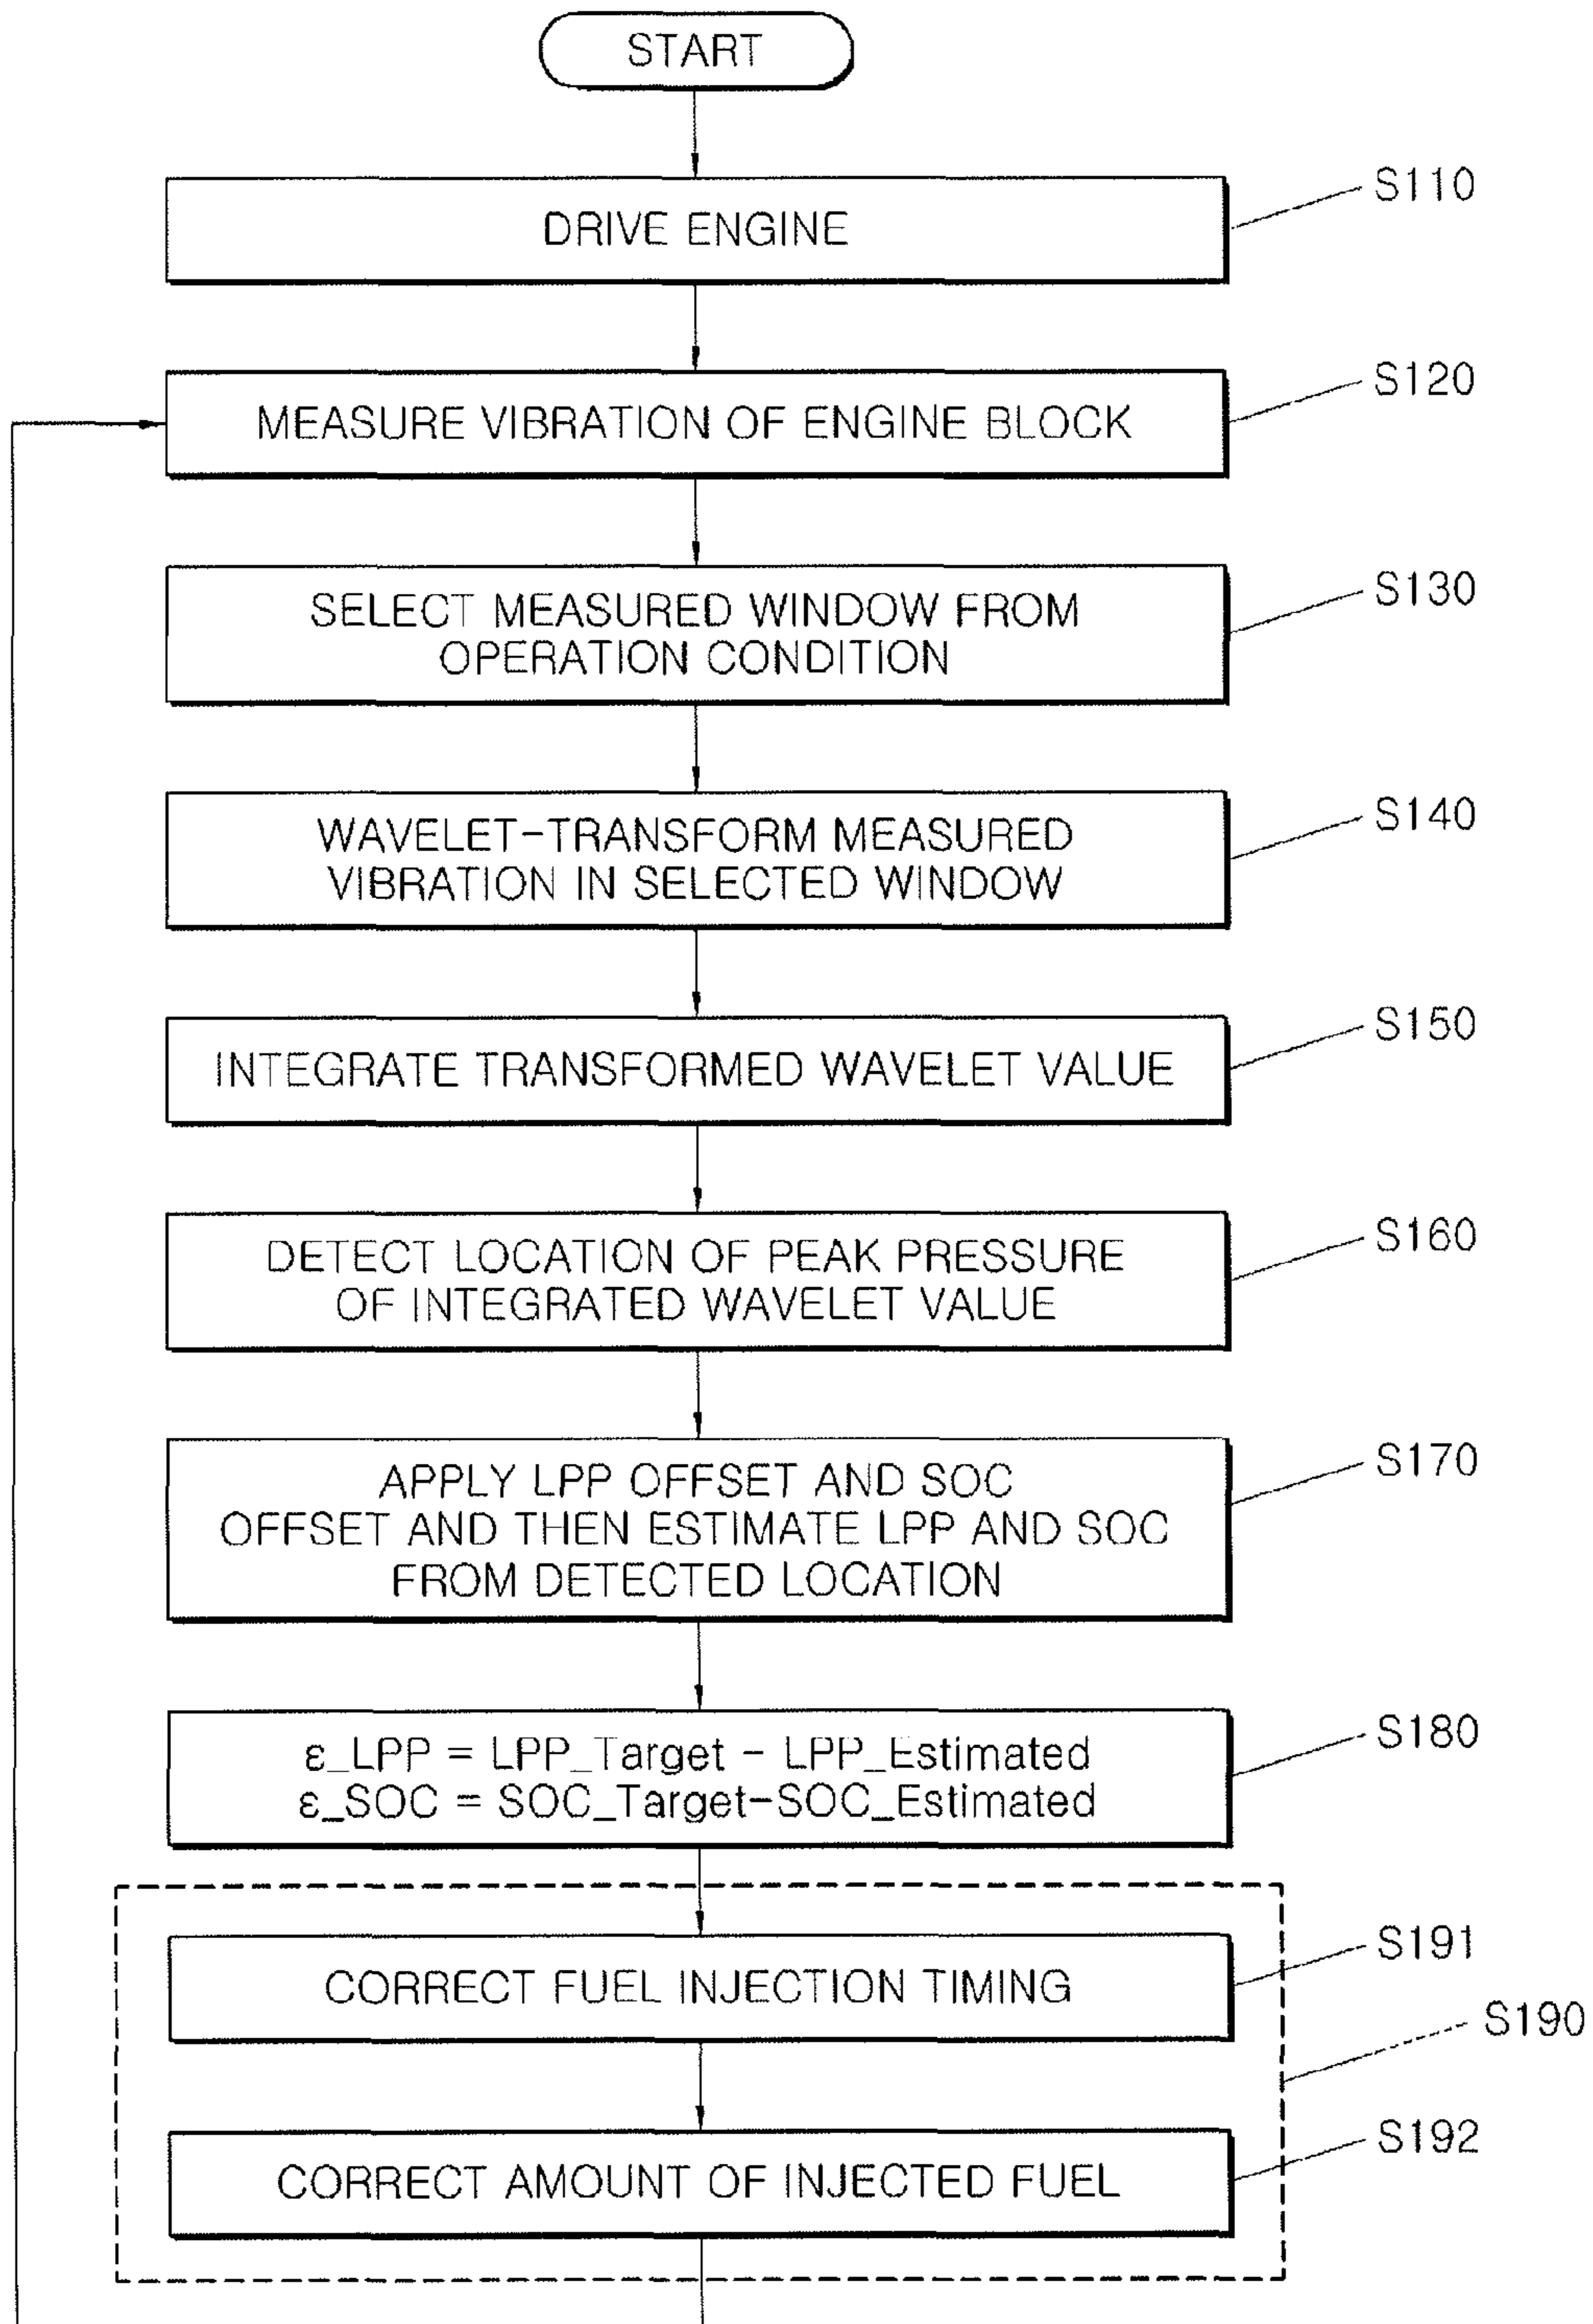 START
S110
DRIVE ENGINE
S120
MEASURE VIBRATION OF ENGINE BLOCK
S130
SELECT MEASURED WINDOW FROM
OPERATION CONDITION
S140
WAVELET-TRANSFORM MEASURED
VIBRATION IN SELECTED WINDOW
S150
INTEGRATE TRANSFORMED WAVELET VALUE
S160
DETECT LOCATION OF PEAK PRESSURE
OF INTEGRATED WAVELET VALUE
S170
APPLY LPP OFFSET AND SOC
OFFSET AND THEN ESTIMATE LPP AND SOC
FROM DETECTED LOCATION
S180
ε_LPP = LPP_Target - LPP_Estimated
ε_SOC = SOC_Target-SOC_Estimated
S191
CORRECT FUEL INJECTION TIMING
S190
S192
CORRECT AMOUNT OF INJECTED FUEL